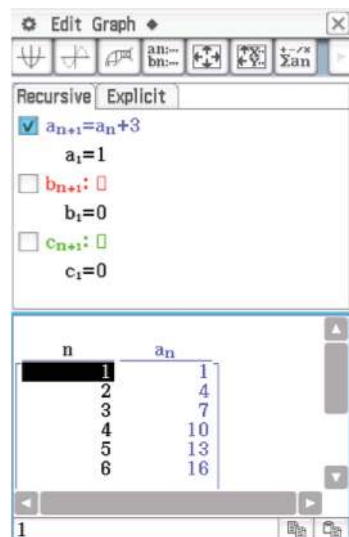 Edit Graph ◆
an:... bn:... Σan
Recursive Explicit
aₙ₊₁=aₙ+3
a₁=1
bₙ₊₁:
b₁=0
cₙ₊₁:
c₁=0
n aₙ
1 1
2 4
3 7
4 10
5 13
6 16
1